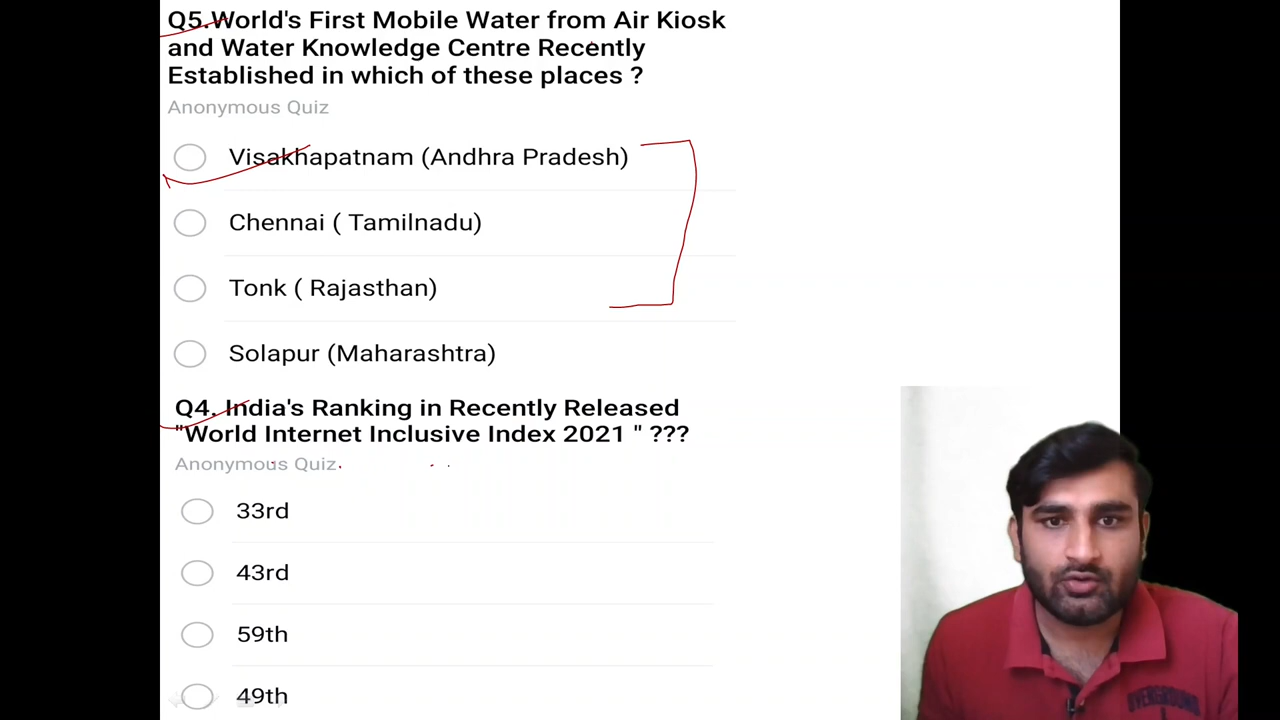 Q5.World's First Mobile Water from Air Kiosk
and Water Knowledge Centre Recently
Established in which of these places ?
Anonymous Quiz
Visakhapatnam (Andhra Pradesh)
Chennai ( Tamilnadu)
Tonk ( Rajasthan)
Solapur (Maharashtra)
Q4. India's Ranking in Recently Released
"World Internet Inclusive Index 2021 " ???
Anonymous Quiz
33rd
43rd
59th
49th
OVERGROUND